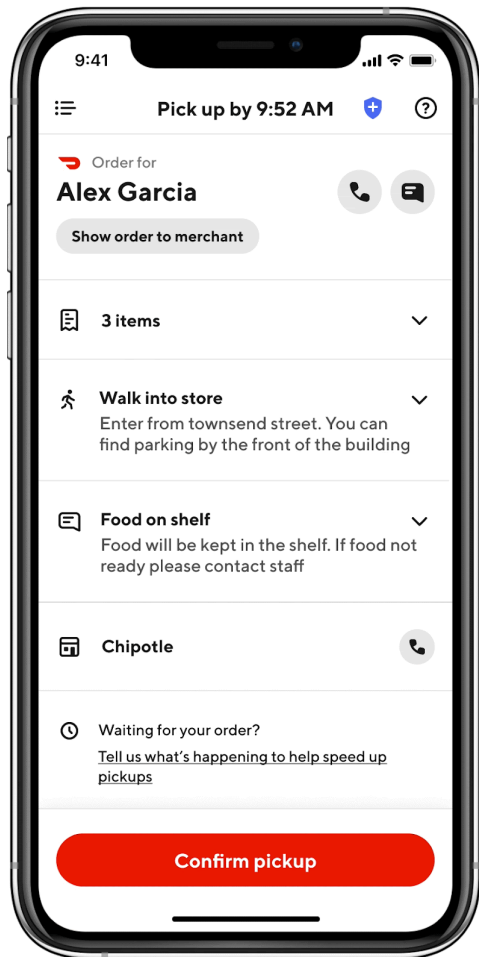 9:41
Pick up by 9:52 AM
Order for
Alex Garcia
Show order to merchant
3 items
Walk into store
Enter from townsend street. You can
find parking by the front of the building
Food on shelf
Food will be kept in the shelf. If food not
ready please contact staff
Chipotle
Waiting for your order?
Tell us what's happening to help speed up
pickups
Confirm pickup